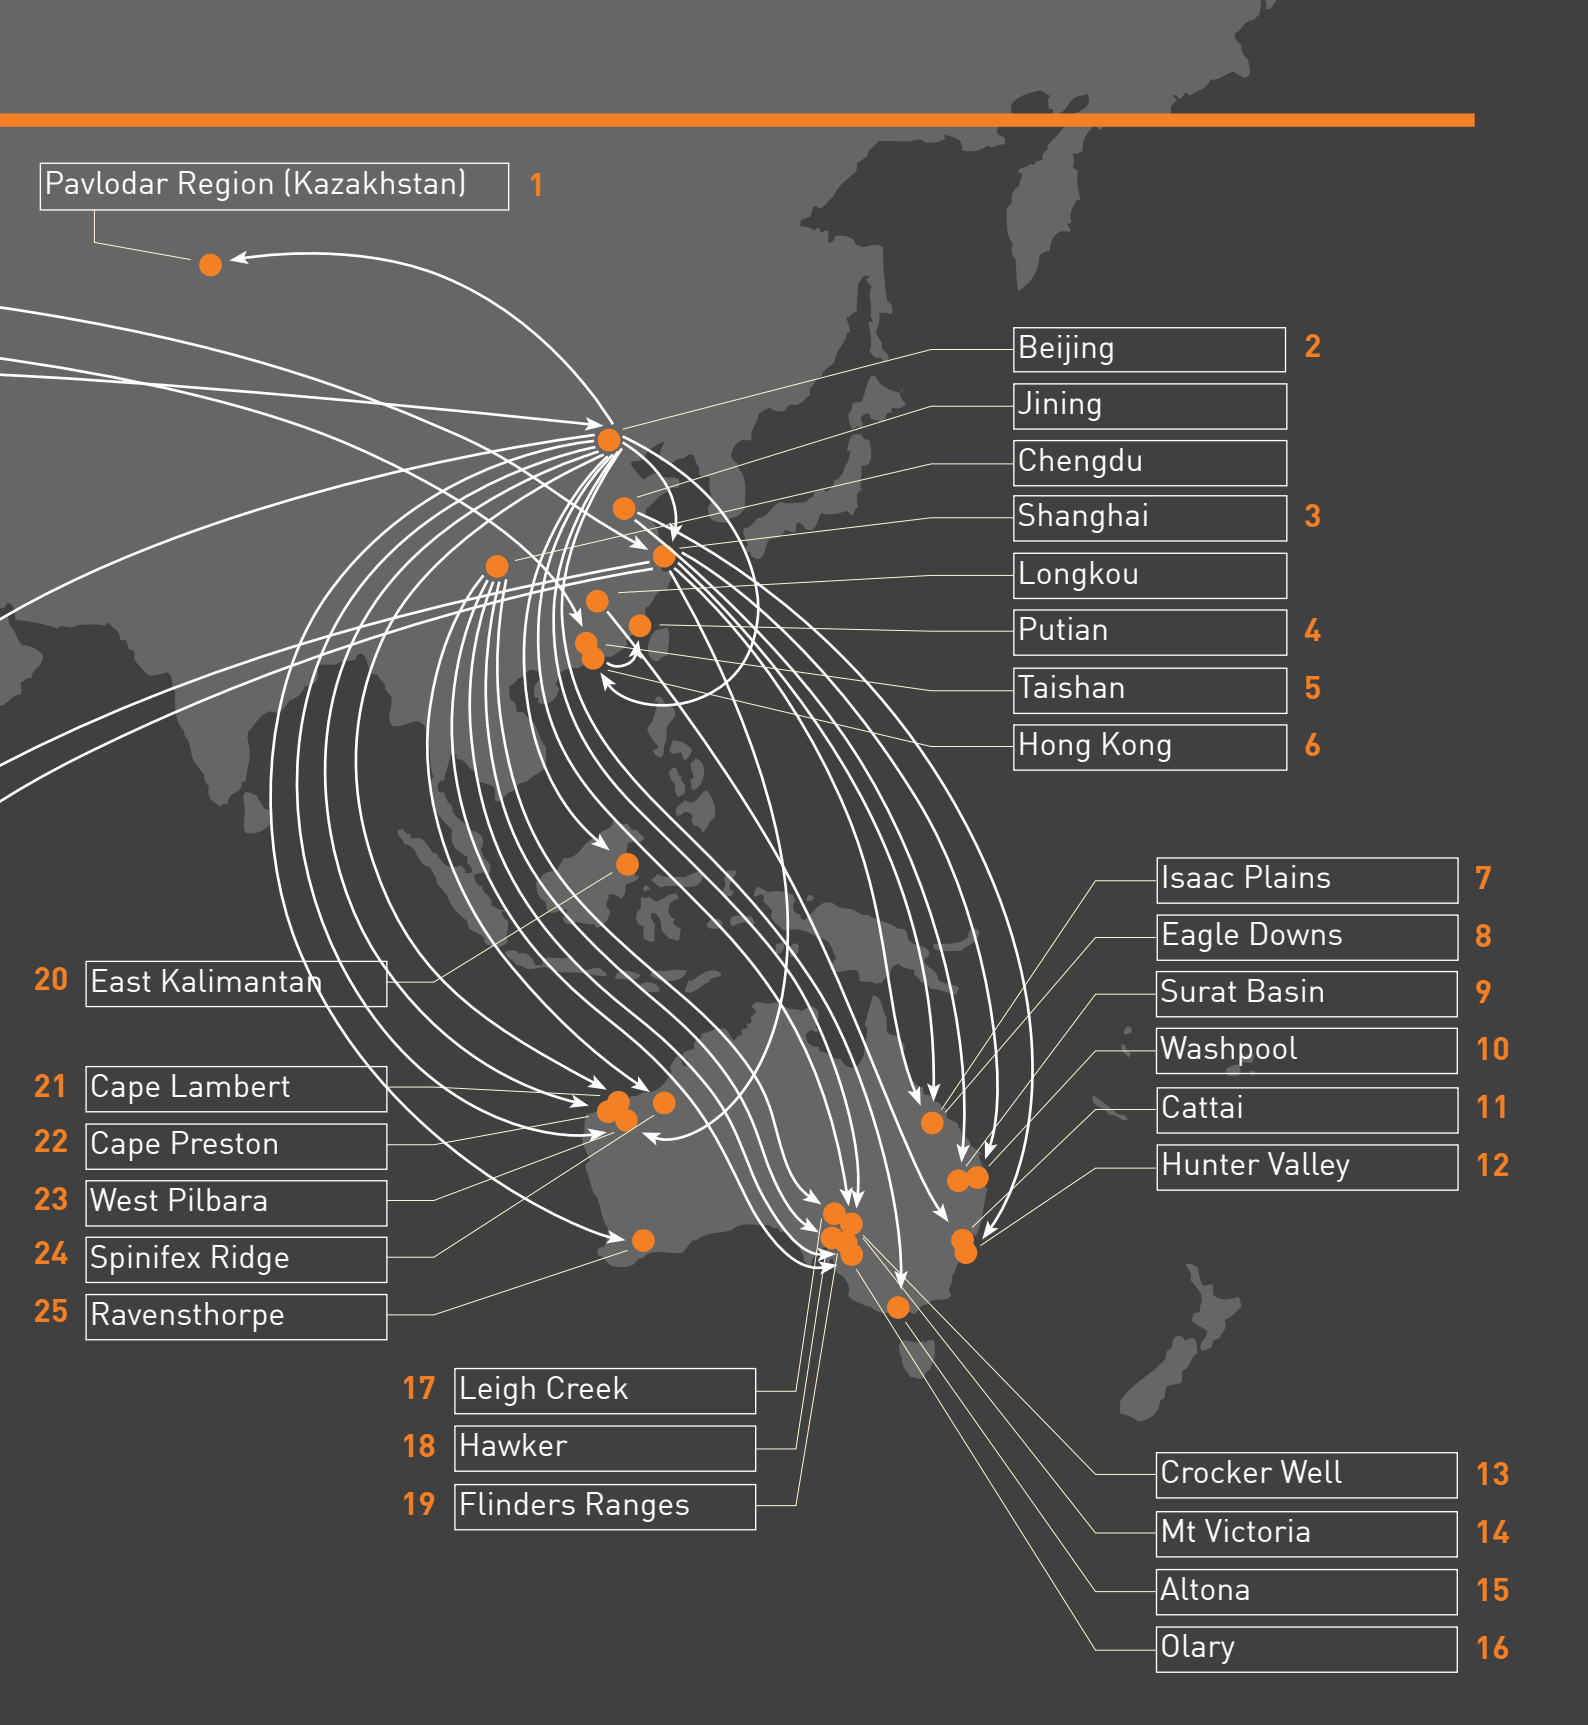 Pavlodar Region (Kazakhstan) 1
Beijing 2
Jining
Chengdu
Shanghai 3
Longkou
Putian 4
Taishan 5
Hong Kong 6
Isaac Plains 7
Eagle Downs 8
Surat Basin 9
Washpool 10
Cattai 11
Hunter Valley 12
20 East Kalimantan
21 Cape Lambert
22 Cape Preston
23 West Pilbara
24 Spinifex Ridge
25 Ravensthorpe
17 Leigh Creek
18 Hawker
19 Flinders Ranges
Crocker Well 13
Mt Victoria 14
Altona 15
Olary 16